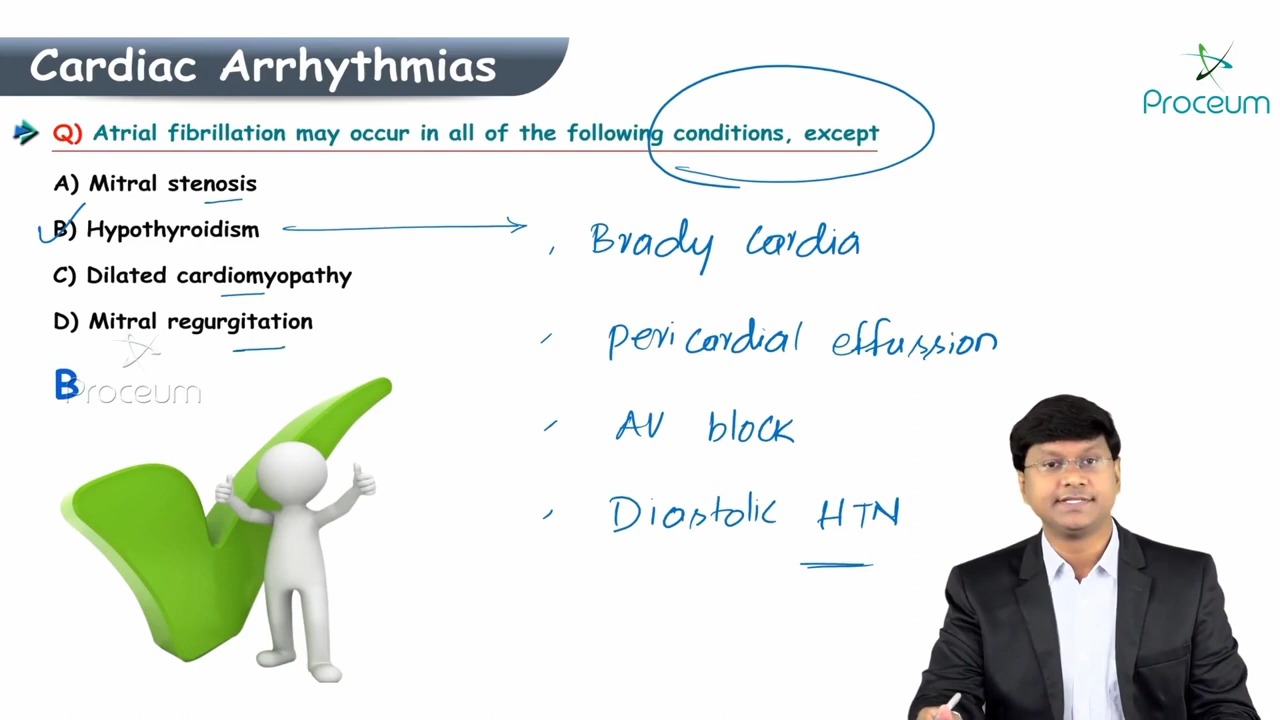 Cardiac Arrhythmias
Proceum
Q) Atrial fibrillation may occur in all of the following conditions, except
A) Mitral stenosis
B) Hypothyroidism
C) Dilated cardiomyopathy
D) Mitral regurgitation
B
Proceum
Brady cardia
Pericardial effussion
AV block
Diastolic HTN